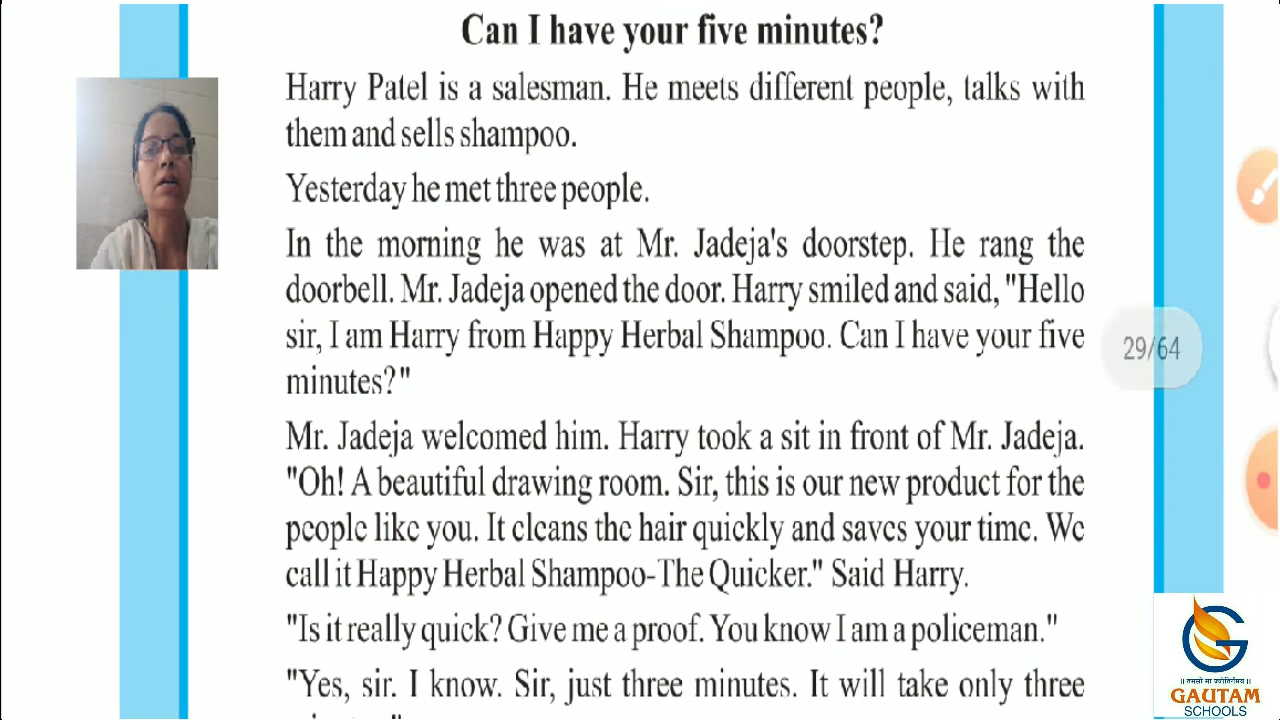 Can I have your five minutes?
Harry Patel is a salesman. He meets different people, talks with
them and sells shampoo.
Yesterday he met three people.
In the morning he was at Mr. Jadeja's doorstep. He rang the
doorbell. Mr. Jadeja opened the door. Harry smiled and said, "Hello
sir, I am Harry from Happy Herbal Shampoo. Can I have your five
minutes?"
29/64
Mr. Jadeja welcomed him. Harry took a sit in front of Mr. Jadeja.
"Oh! A beautiful drawing room. Sir, this is our new product for the
people like you. It cleans the hair quickly and saves your time. We
call it Happy Herbal Shampoo-The Quicker." Said Harry.
"Is it really quick? Give me a proof. You know I am a policeman."
"Yes, sir. I know. Sir, just three minutes. It will take only three
|| तमसो मा ज्योतिर्गमय ||
GAUTAM
SCHOOLS